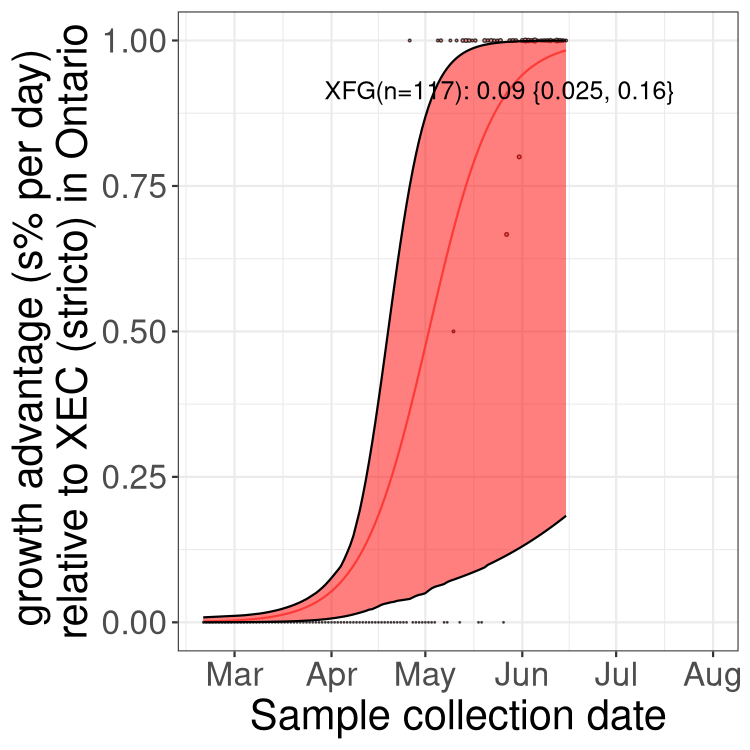 growth advantage (s% per day)
relative to XEC (stricto) in Ontario
1.00
0.75
0.50
0.25
0.00
XFG(n=117): 0.09 {0.025, 0.16}
Mar Apr May Jun Jul Aug
Sample collection date